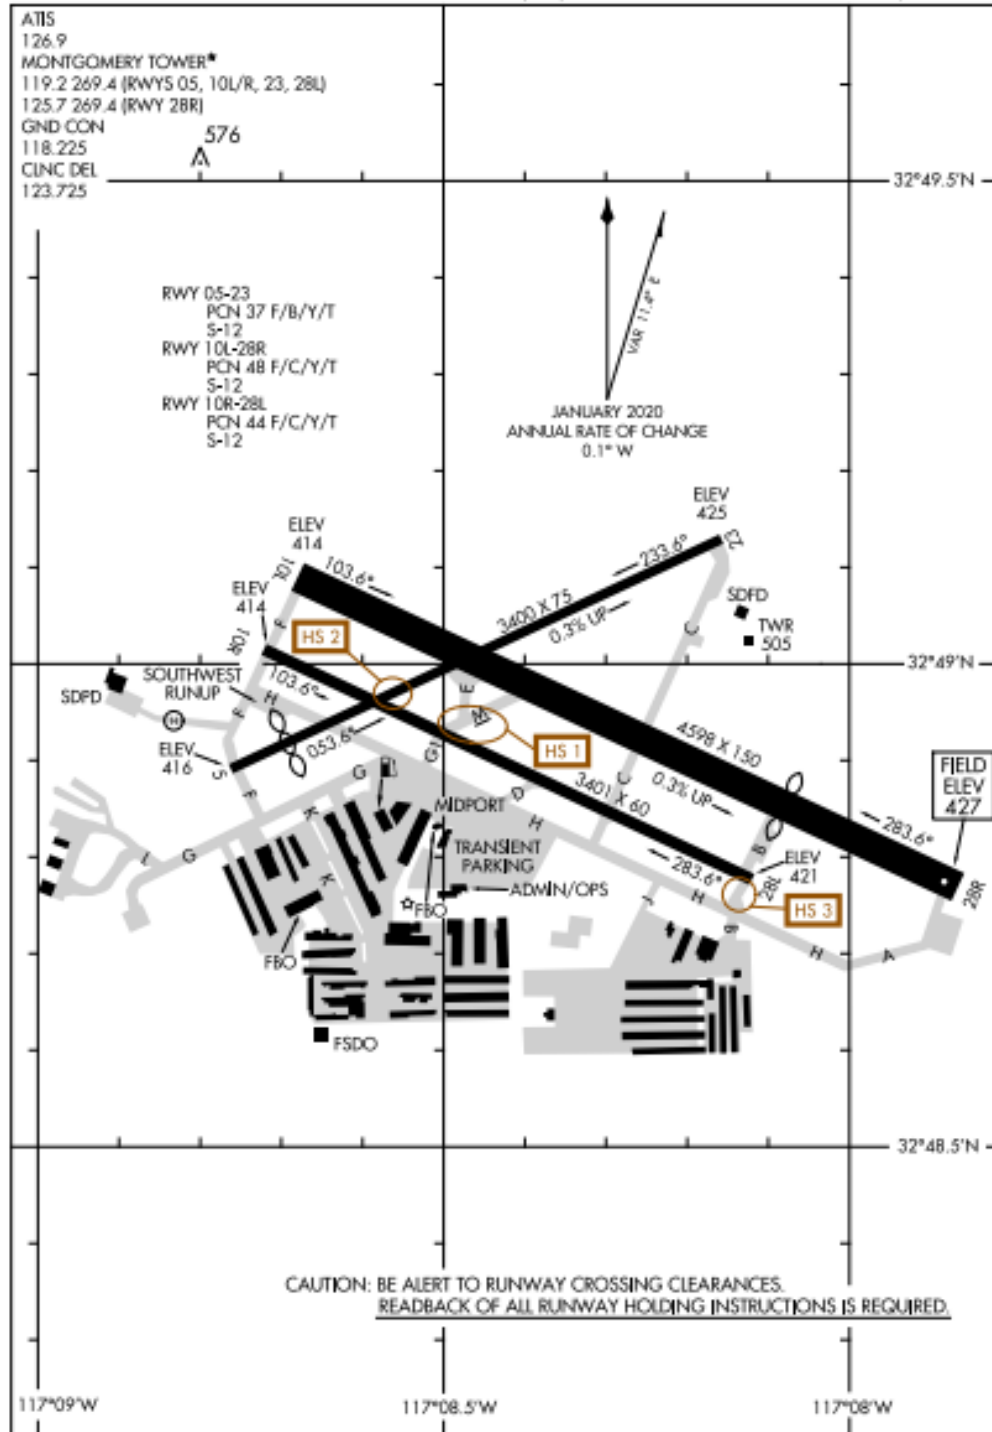 ATIS
126.9
MONTGOMERY TOWER*
119.2 269.4 (RWYS 05, 10L/R, 23, 28L)
125.7 269.4 (RWY 28R)
GND CON
118.225
CLNC DEL
123.725
576
32°49.5'N
VAR 11.4° E
JANUARY 2020
ANNUAL RATE OF CHANGE
0.1° W
RWY 05-23
PCN 37 F/B/Y/T
S-12
RWY 10L-28R
PCN 48 F/C/Y/T
S-12
RWY 10R-28L
PCN 44 F/C/Y/T
S-12
ELEV
425
23
233.6°
ELEV
414
10L
103.6°
3400 X 75
0.3% UP
SDFD
TWR
505
C
ELEV
414
10R
F
HS 2
32°49'N
103.6°
SOUTHWEST
RUNUP
H
SDPD
H
F
E
M
HS 1
4598 X 150
0.3% UP
FIELD
ELEV
427
053.6°
G1
ELEV
416
5
F
G
K
C
D
H
3401 X 60
B
283.6°
MIDPORT
TRANSIENT
PARKING
ELEV
421
283.6°
28L
28R
L
G
K
ADMIN/OPS
FBO
J
H
HS 3
B
H
A
FBO
FSDO
32°48.5'N
CAUTION: BE ALERT TO RUNWAY CROSSING CLEARANCES.
READBACK OF ALL RUNWAY HOLDING INSTRUCTIONS IS REQUIRED.
117°09'W
117°08.5'W
117°08'W